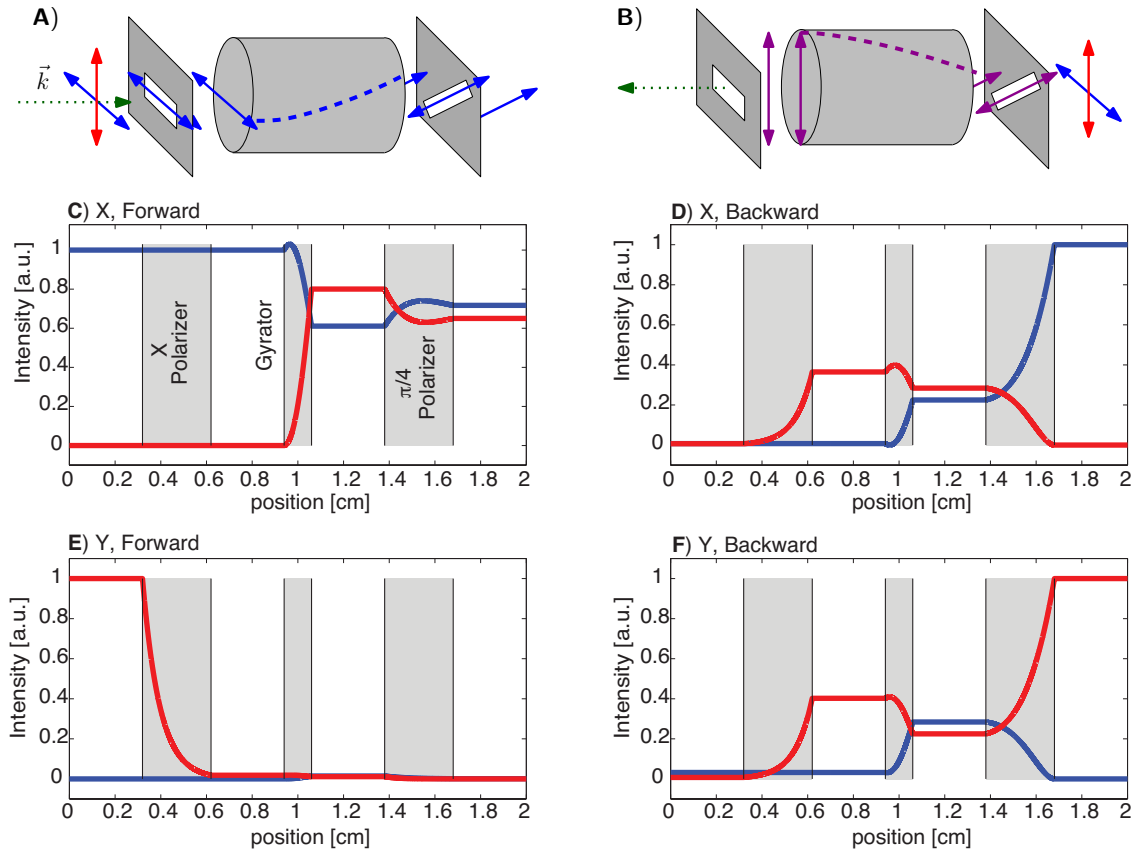 A)
B)
k⃗
C) X, Forward
D) X, Backward
Intensity [a.u.]
1
0.8
0.6
0.4
0.2
0
X
Polarizer
Gyrator
π/4
Polarizer
0 0.2 0.4 0.6 0.8 1 1.2 1.4 1.6 1.8 2
position [cm]
Intensity [a.u.]
1
0.8
0.6
0.4
0.2
0
0 0.2 0.4 0.6 0.8 1 1.2 1.4 1.6 1.8 2
position [cm]
E) Y, Forward
F) Y, Backward
Intensity [a.u.]
1
0.8
0.6
0.4
0.2
0
0 0.2 0.4 0.6 0.8 1 1.2 1.4 1.6 1.8 2
position [cm]
Intensity [a.u.]
1
0.8
0.6
0.4
0.2
0
0 0.2 0.4 0.6 0.8 1 1.2 1.4 1.6 1.8 2
position [cm]